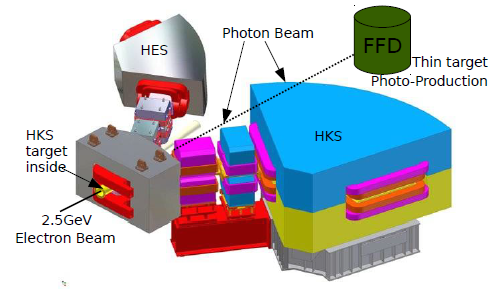 HES
Photon Beam
FFD
Thin target
Photo-Production
HKS
HKS
target
inside
2.5GeV
Electron Beam